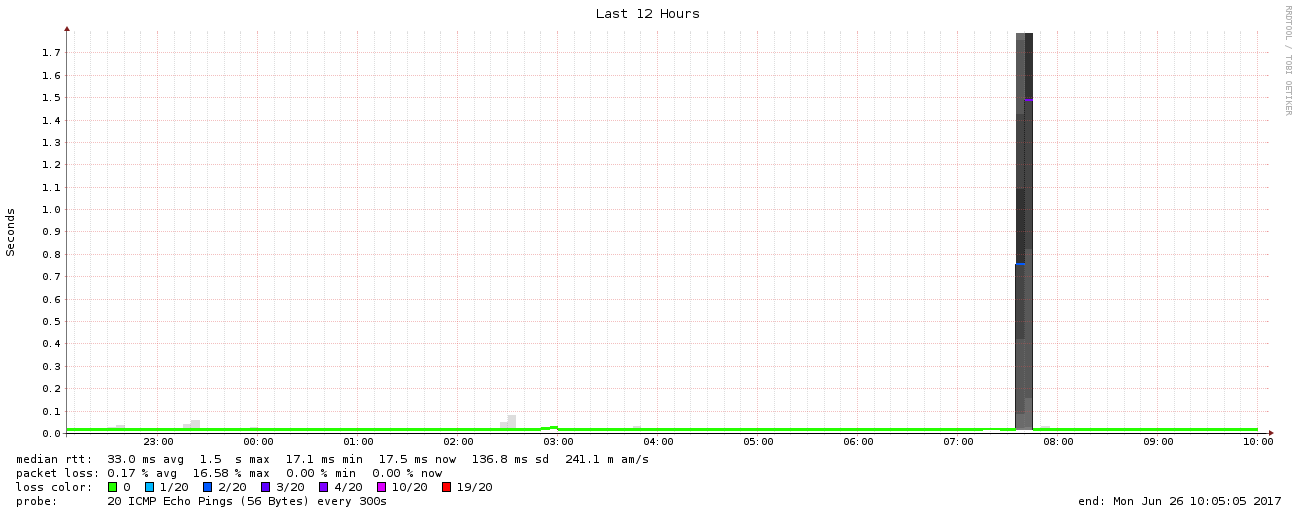 Last 12 Hours
RRDTOOL / TOBI OETIKER
Seconds
1.7
1.6
1.5
1.4
1.3
1.2
1.1
1.0
0.9
0.8
0.7
0.6
0.5
0.4
0.3
0.2
0.1
0.0
23:00 00:00 01:00 02:00 03:00 04:00 05:00 06:00 07:00 08:00 09:00 10:00
median rtt: 33.0 ms avg 1.5 s max 17.1 ms min 17.5 ms now 136.8 ms sd 241.1 m am/s
packet loss: 0.17 % avg 16.58 % max 0.00 % min 0.00 % now
loss color: 0 1/20 2/20 3/20 4/20 10/20 19/20
probe: 20 ICMP Echo Pings (56 Bytes) every 300s end: Mon Jun 26 10:05:05 2017